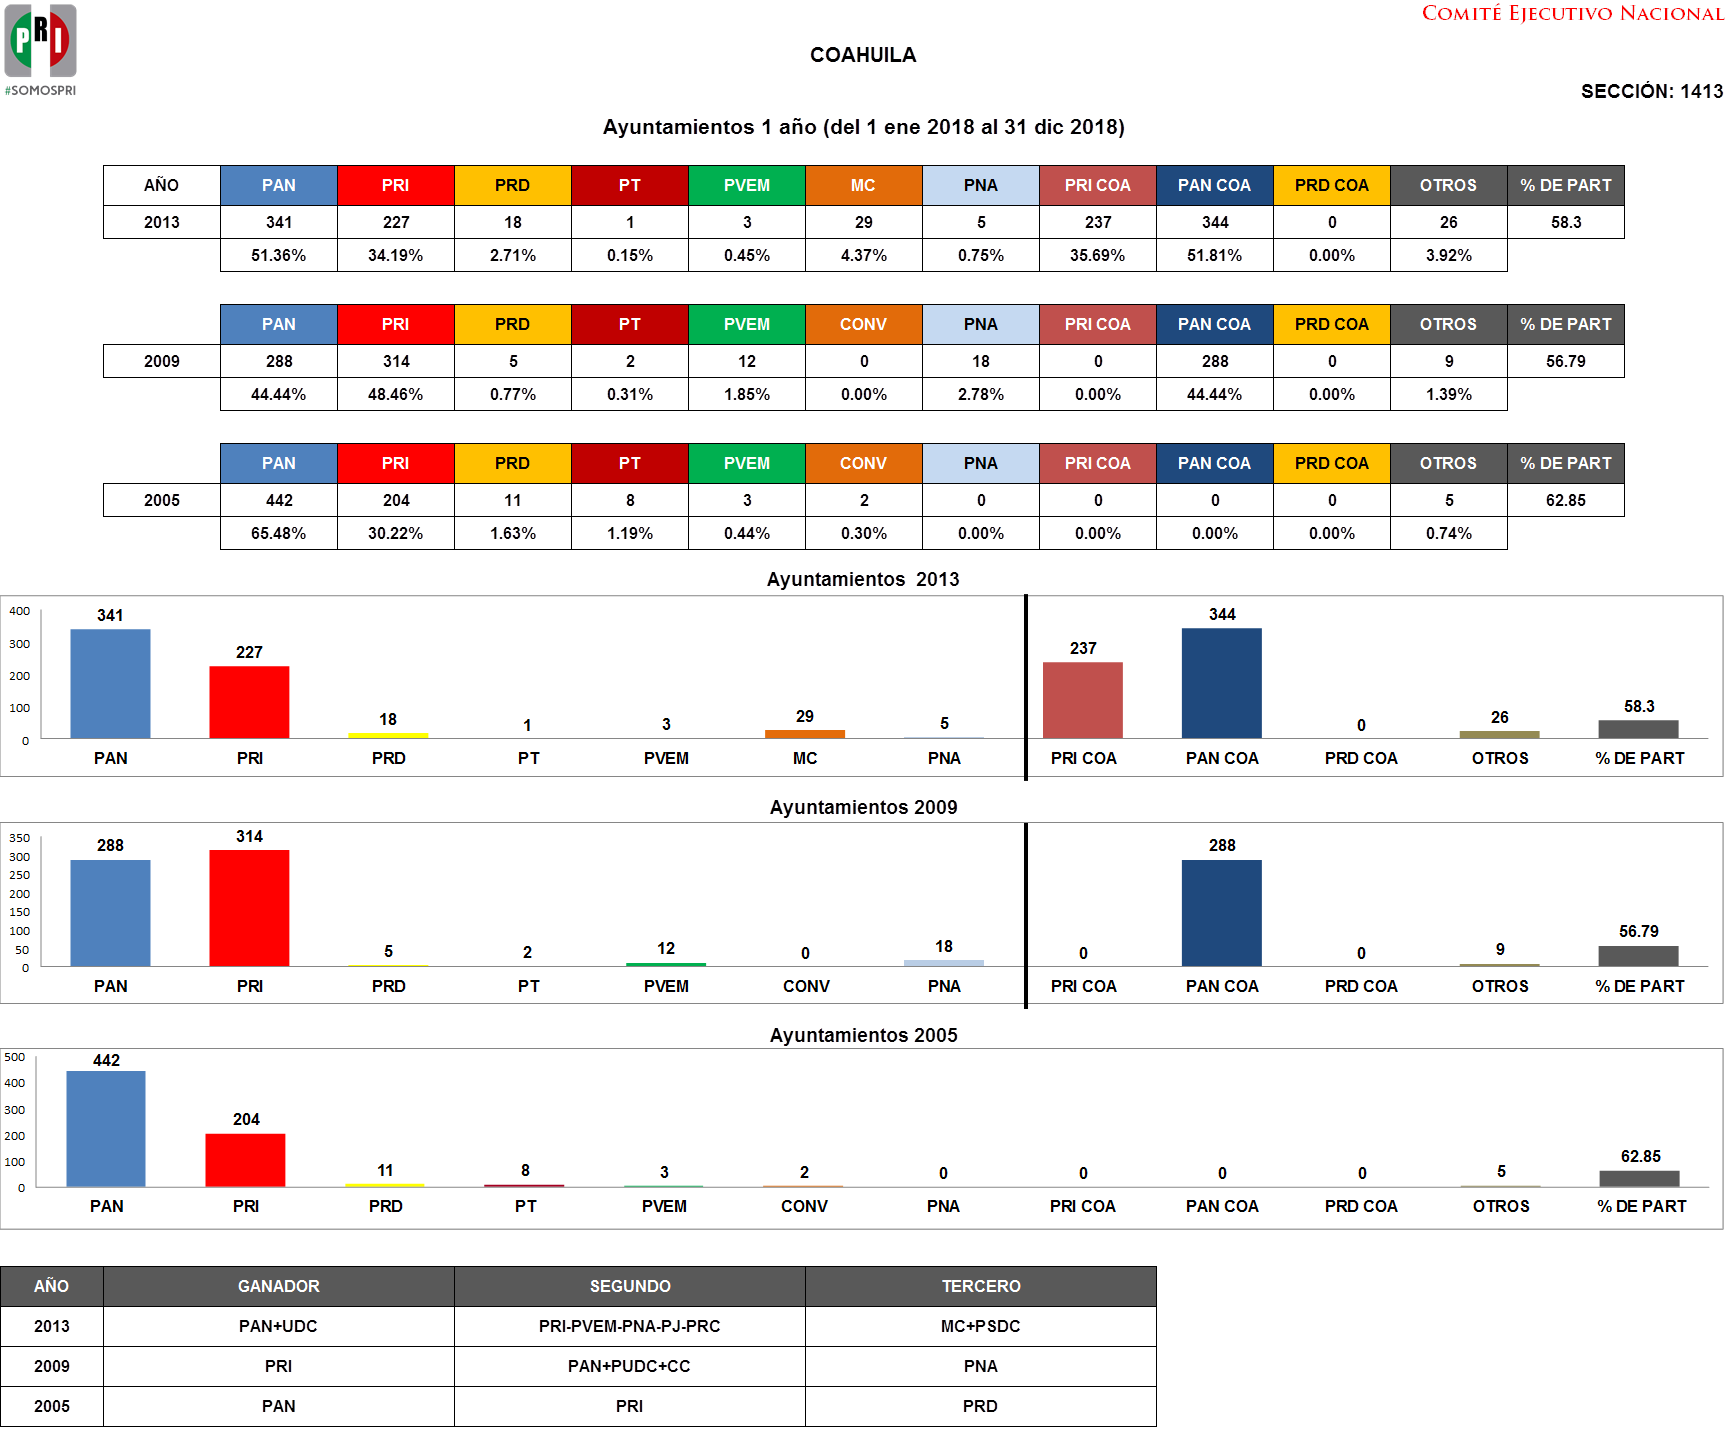 PRI
#SOMOSPRI
COMITÉ EJECUTIVO NACIONAL
COAHUILA
SECCIÓN: 1413
Ayuntamientos 1 año (del 1 ene 2018 al 31 dic 2018)
AÑO PAN PRI PRD PT PVEM MC PNA PRI COA PAN COA PRD COA OTROS % DE PART
2013 341 227 18 1 3 29 5 237 344 0 26 58.3
51.36% 34.19% 2.71% 0.15% 0.45% 4.37% 0.75% 35.69% 51.81% 0.00% 3.92%
PAN PRI PRD PT PVEM CONV PNA PRI COA PAN COA PRD COA OTROS % DE PART
2009 288 314 5 2 12 0 18 0 288 0 9 56.79
44.44% 48.46% 0.77% 0.31% 1.85% 0.00% 2.78% 0.00% 44.44% 0.00% 1.39%
PAN PRI PRD PT PVEM CONV PNA PRI COA PAN COA PRD COA OTROS % DE PART
2005 442 204 11 8 3 2 0 0 0 0 5 62.85
65.48% 30.22% 1.63% 1.19% 0.44% 0.30% 0.00% 0.00% 0.00% 0.00% 0.74%
Ayuntamientos 2013
400
300
200
100
0
341 227 18 1 3 29 5 237 344 0 26 58.3
PAN PRI PRD PT PVEM MC PNA PRI COA PAN COA PRD COA OTROS % DE PART
Ayuntamientos 2009
350
300
250
200
150
100
50
0
288 314 5 2 12 0 18 0 288 0 9 56.79
PAN PRI PRD PT PVEM CONV PNA PRI COA PAN COA PRD COA OTROS % DE PART
Ayuntamientos 2005
500
400
300
200
100
0
442 204 11 8 3 2 0 0 0 0 5 62.85
PAN PRI PRD PT PVEM CONV PNA PRI COA PAN COA PRD COA OTROS % DE PART
AÑO GANADOR SEGUNDO TERCERO
2013 PAN+UDC PRI-PVEM-PNA-PJ-PRC MC+PSDC
2009 PRI PAN+PUDC+CC PNA
2005 PAN PRI PRD